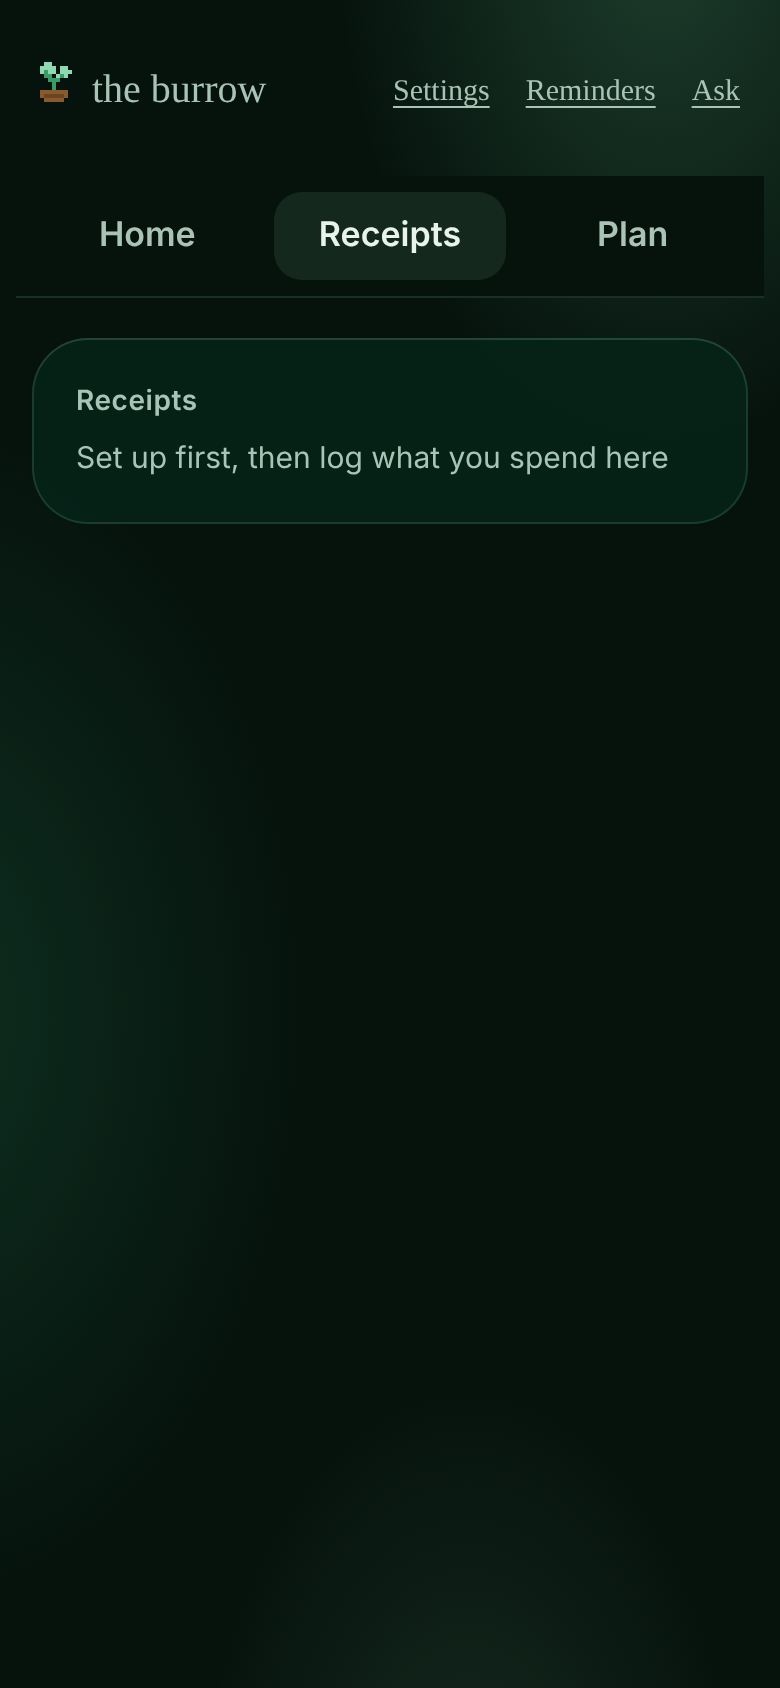 the burrow
Settings Reminders Ask
Home Receipts Plan
Receipts
Set up first, then log what you spend here